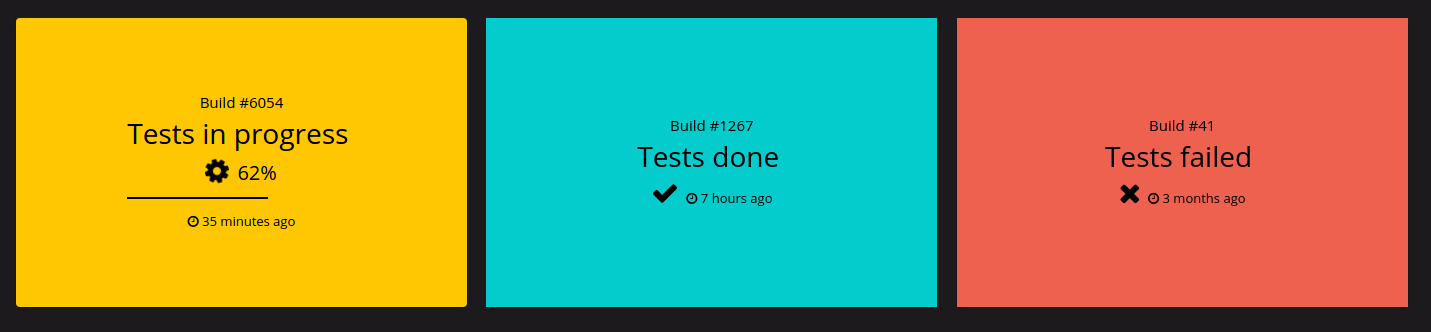 Build #6054
Tests in progress
62%
35 minutes ago
Build #1267
Tests done
7 hours ago
Build #41
Tests failed
3 months ago